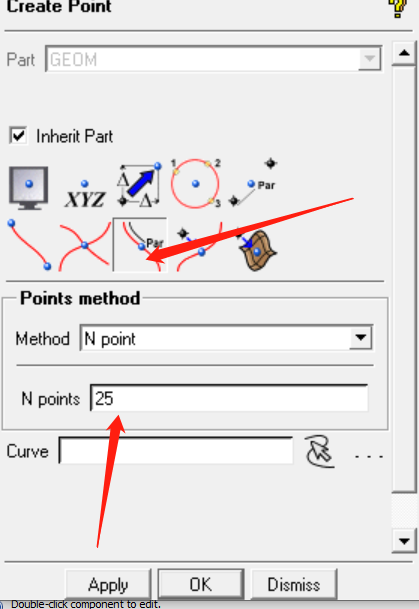 Create Point
Part GEOM
Inherit Part
1 2
Δ XYZ Δ 3 Par
Par
Points method
Method N point
N points 25
Curve ...
Apply OK Dismiss
Double-click component to edit.